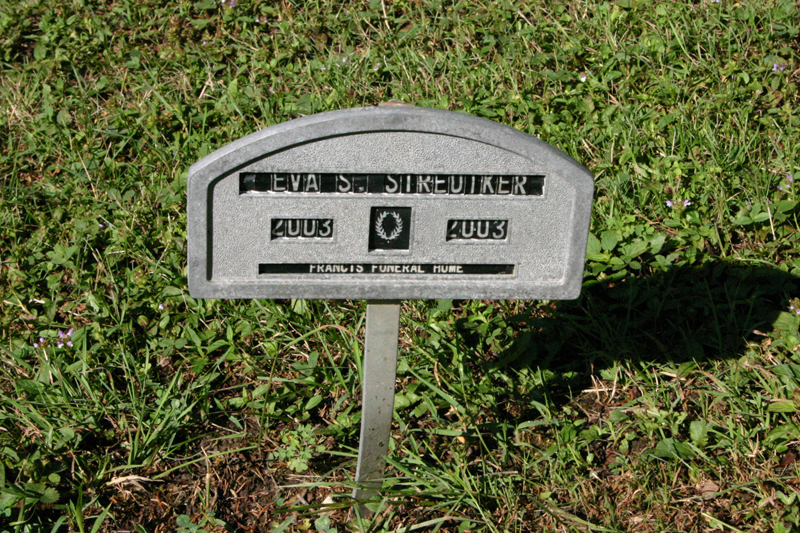 EVA S. STREUTKER
2003 2003
FRANCIS FUNERAL HOME